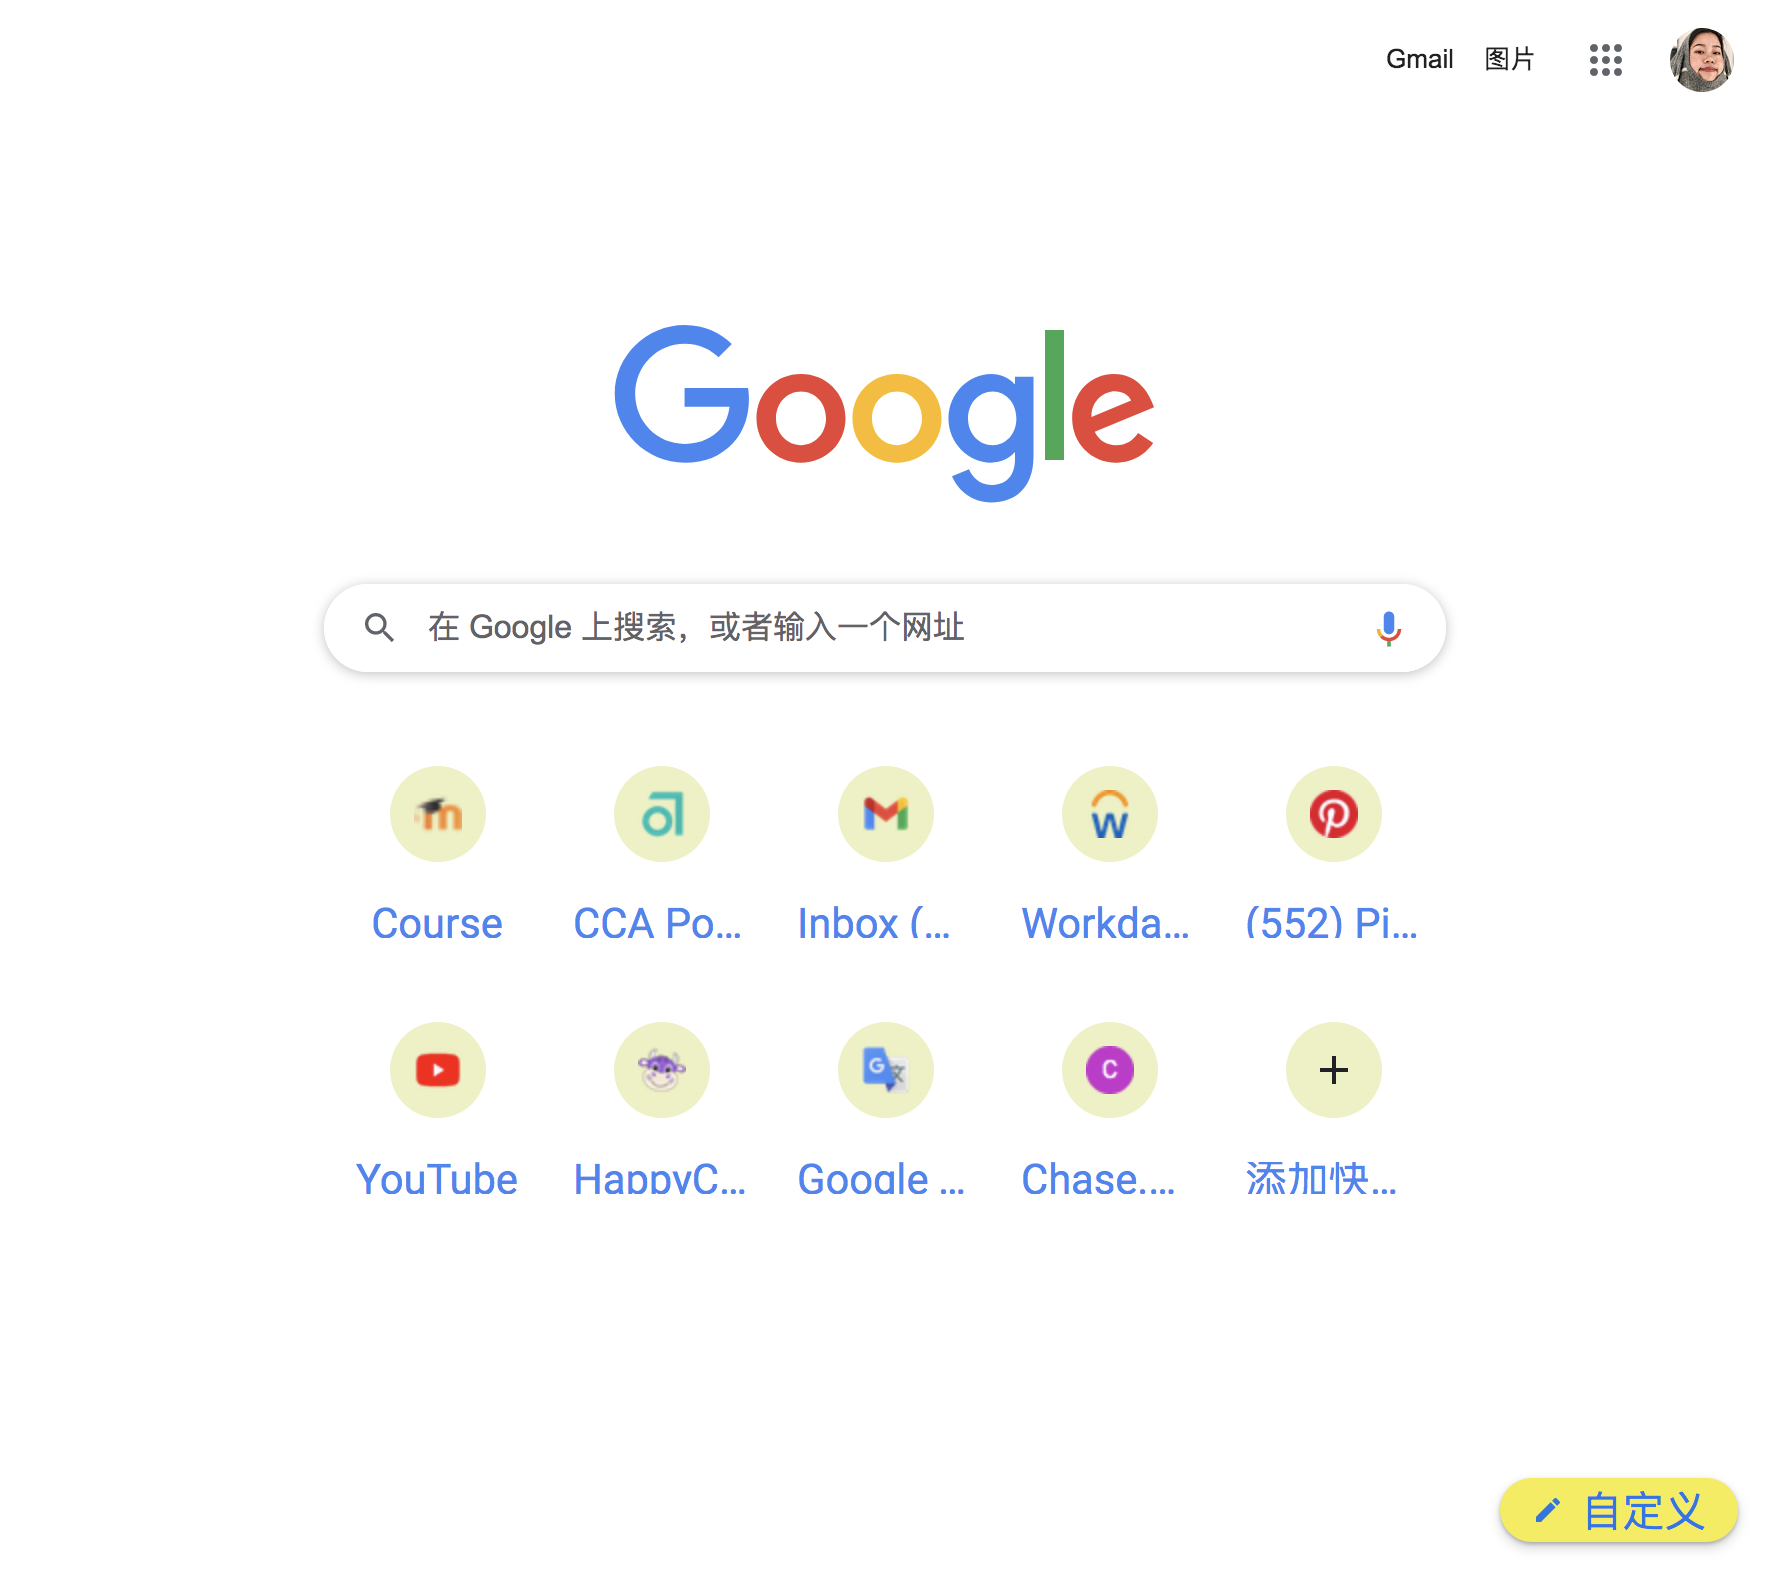 Gmail 图片
Google
在 Google 上搜索，或者输入一个网址
Course CCA Po... Inbox (... Workda... (552) Pi...
C
YouTube HappyC... Google ... Chase.... 添加快...
自定义